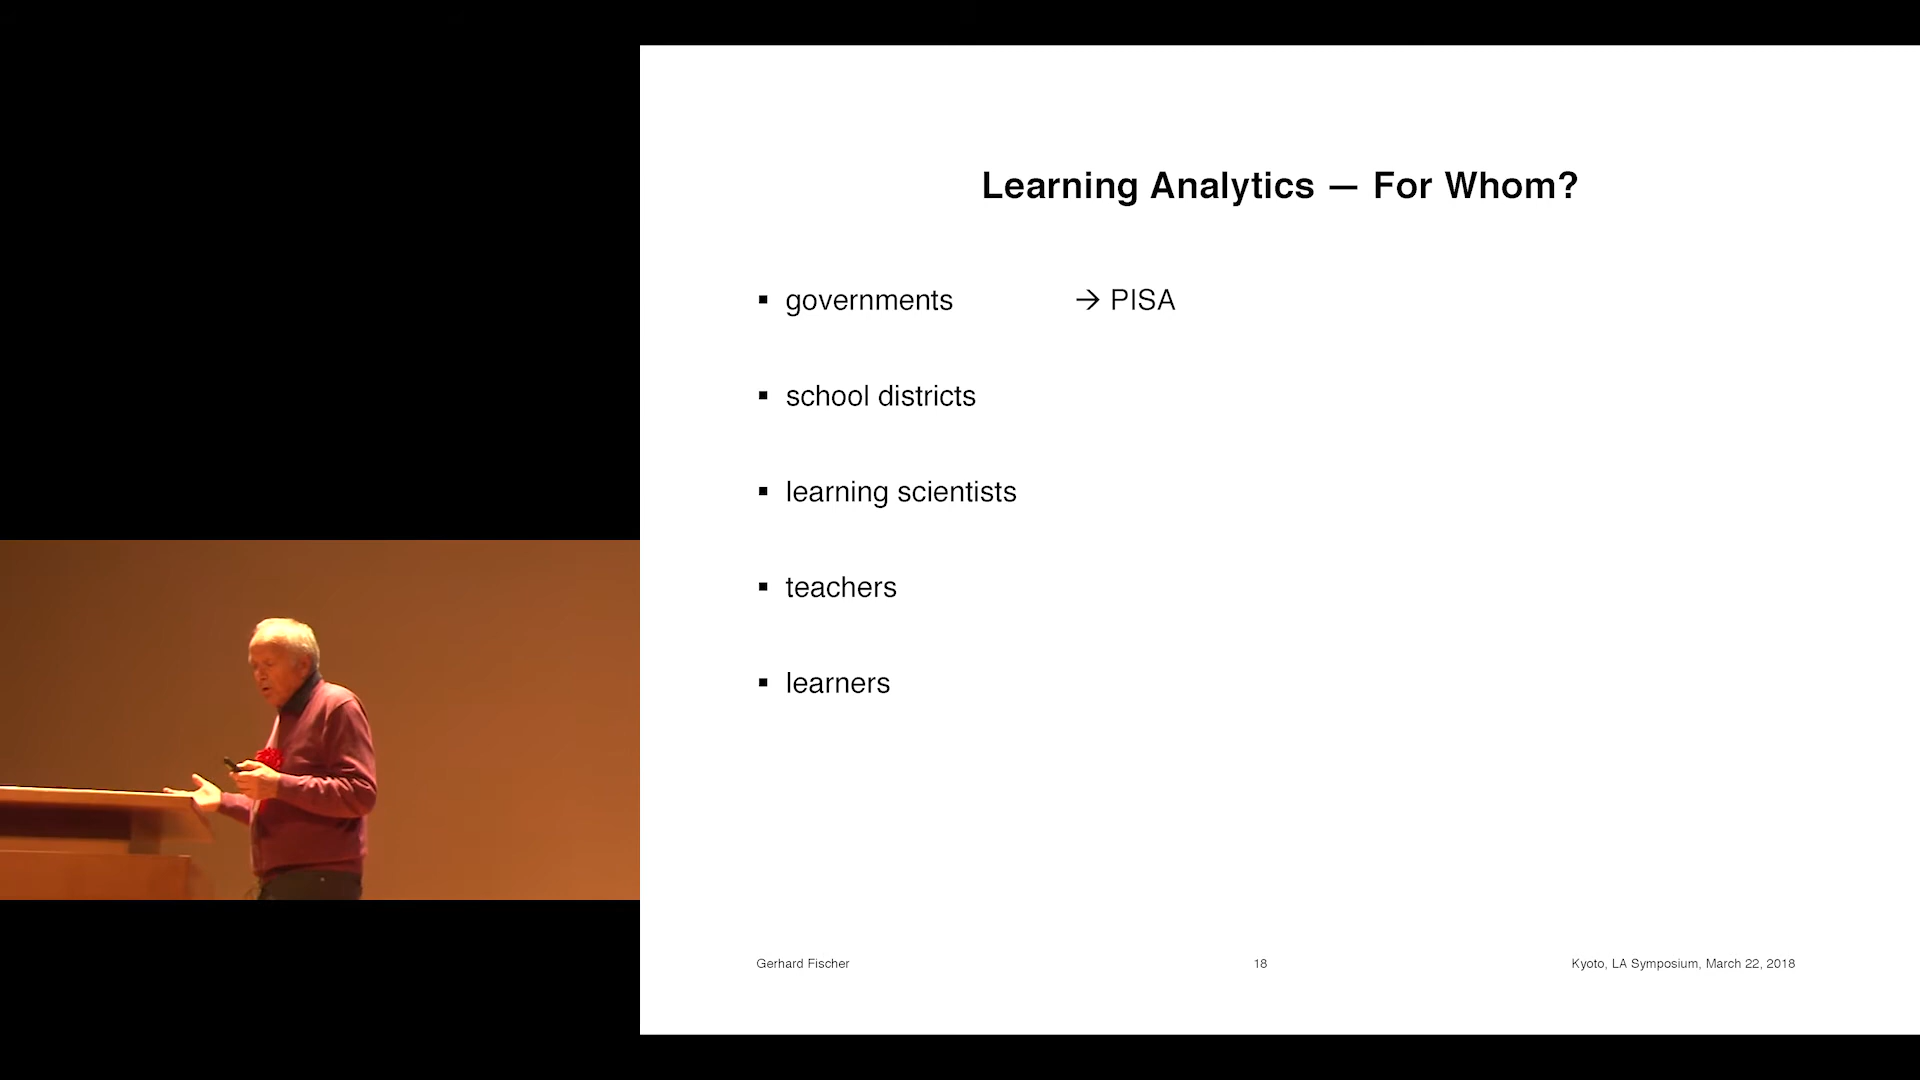 Learning Analytics — For Whom?
▪ governments → PISA
▪ school districts
▪ learning scientists
▪ teachers
▪ learners
Gerhard Fischer 18 Kyoto, LA Symposium, March 22, 2018